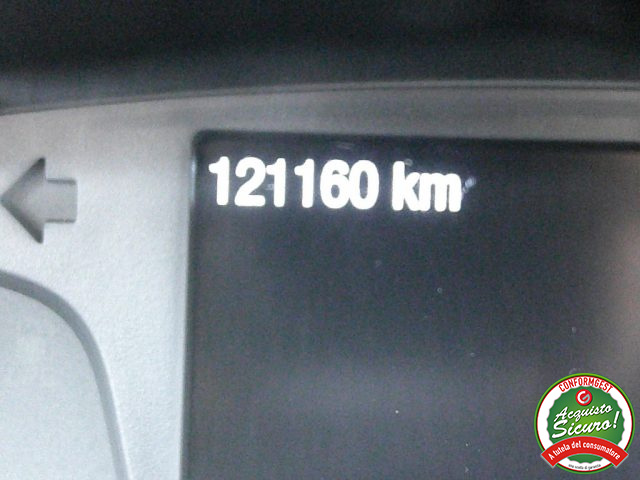 121160 km
CONFORMGEST
Acquisto
Sicuro!
A tutela del consumatore